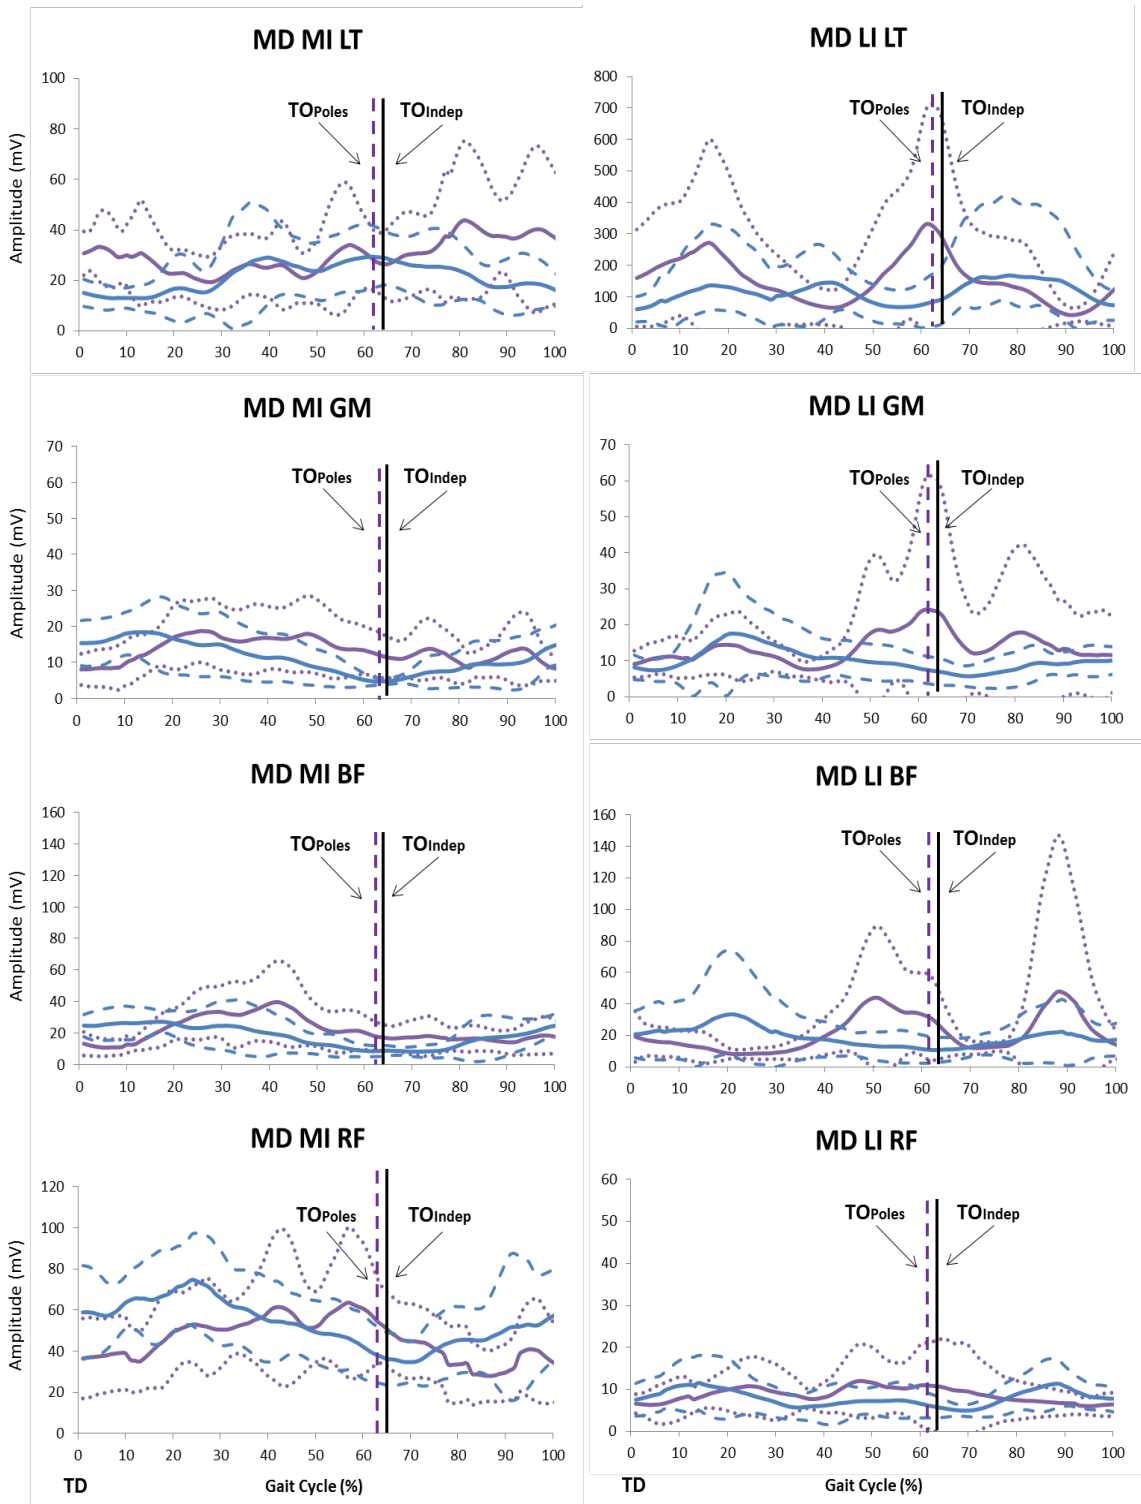 MD MI LT
Amplitude (mV)
100
80
60
40
20
0
TOPoles
TOIndep
0 10 20 30 40 50 60 70 80 90 100
MD LI LT
800
700
600
500
400
300
200
100
0
TOPoles
TOIndep
0 10 20 30 40 50 60 70 80 90 100
MD MI GM
Amplitude (mV)
70
60
50
40
30
20
10
0
TOPoles
TOIndep
0 10 20 30 40 50 60 70 80 90 100
MD LI GM
70
60
50
40
30
20
10
0
TOPoles
TOIndep
0 10 20 30 40 50 60 70 80 90 100
MD MI BF
Amplitude (mV)
160
140
120
100
80
60
40
20
0
TOPoles
TOIndep
0 10 20 30 40 50 60 70 80 90 100
MD LI BF
160
140
120
100
80
60
40
20
0
TOPoles
TOIndep
0 10 20 30 40 50 60 70 80 90 100
MD MI RF
Amplitude (mV)
120
100
80
60
40
20
0
TOPoles
TOIndep
0 10 20 30 40 50 60 70 80 90 100
TD
Gait Cycle (%)
MD LI RF
60
50
40
30
20
10
0
TOPoles
TOIndep
0 10 20 30 40 50 60 70 80 90 100
TD
Gait Cycle (%)